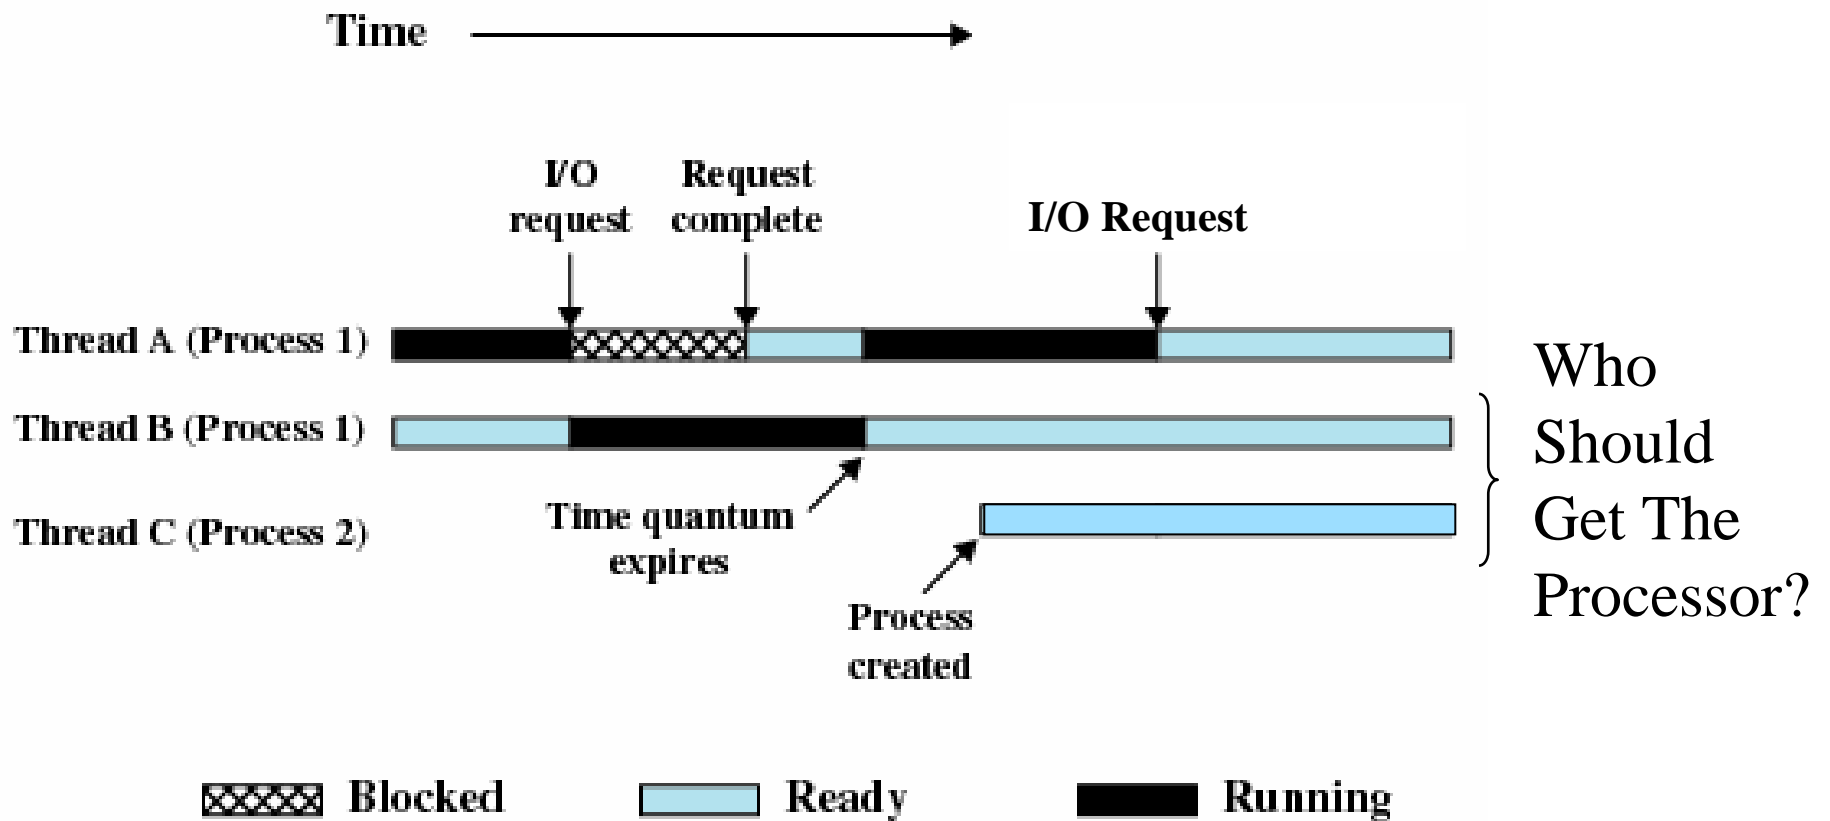 Time
I/O
request
Request
complete
I/O Request
Thread A (Process 1)
Thread B (Process 1)
Thread C (Process 2)
Time quantum
expires
Process
created
Who
Should
Get The
Processor?
Blocked
Ready
Running